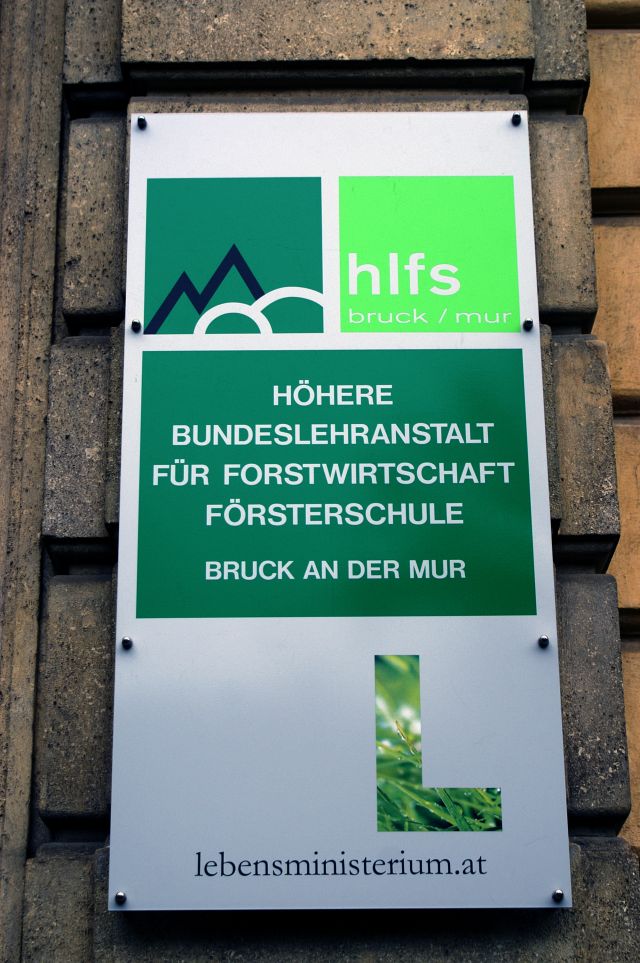 hlfs
bruck / mur
HÖHERE
BUNDESLEHRANSTALT
FÜR FORSTWIRTSCHAFT
FÖRSTERSCHULE
BRUCK AN DER MUR
L
lebensministerium.at